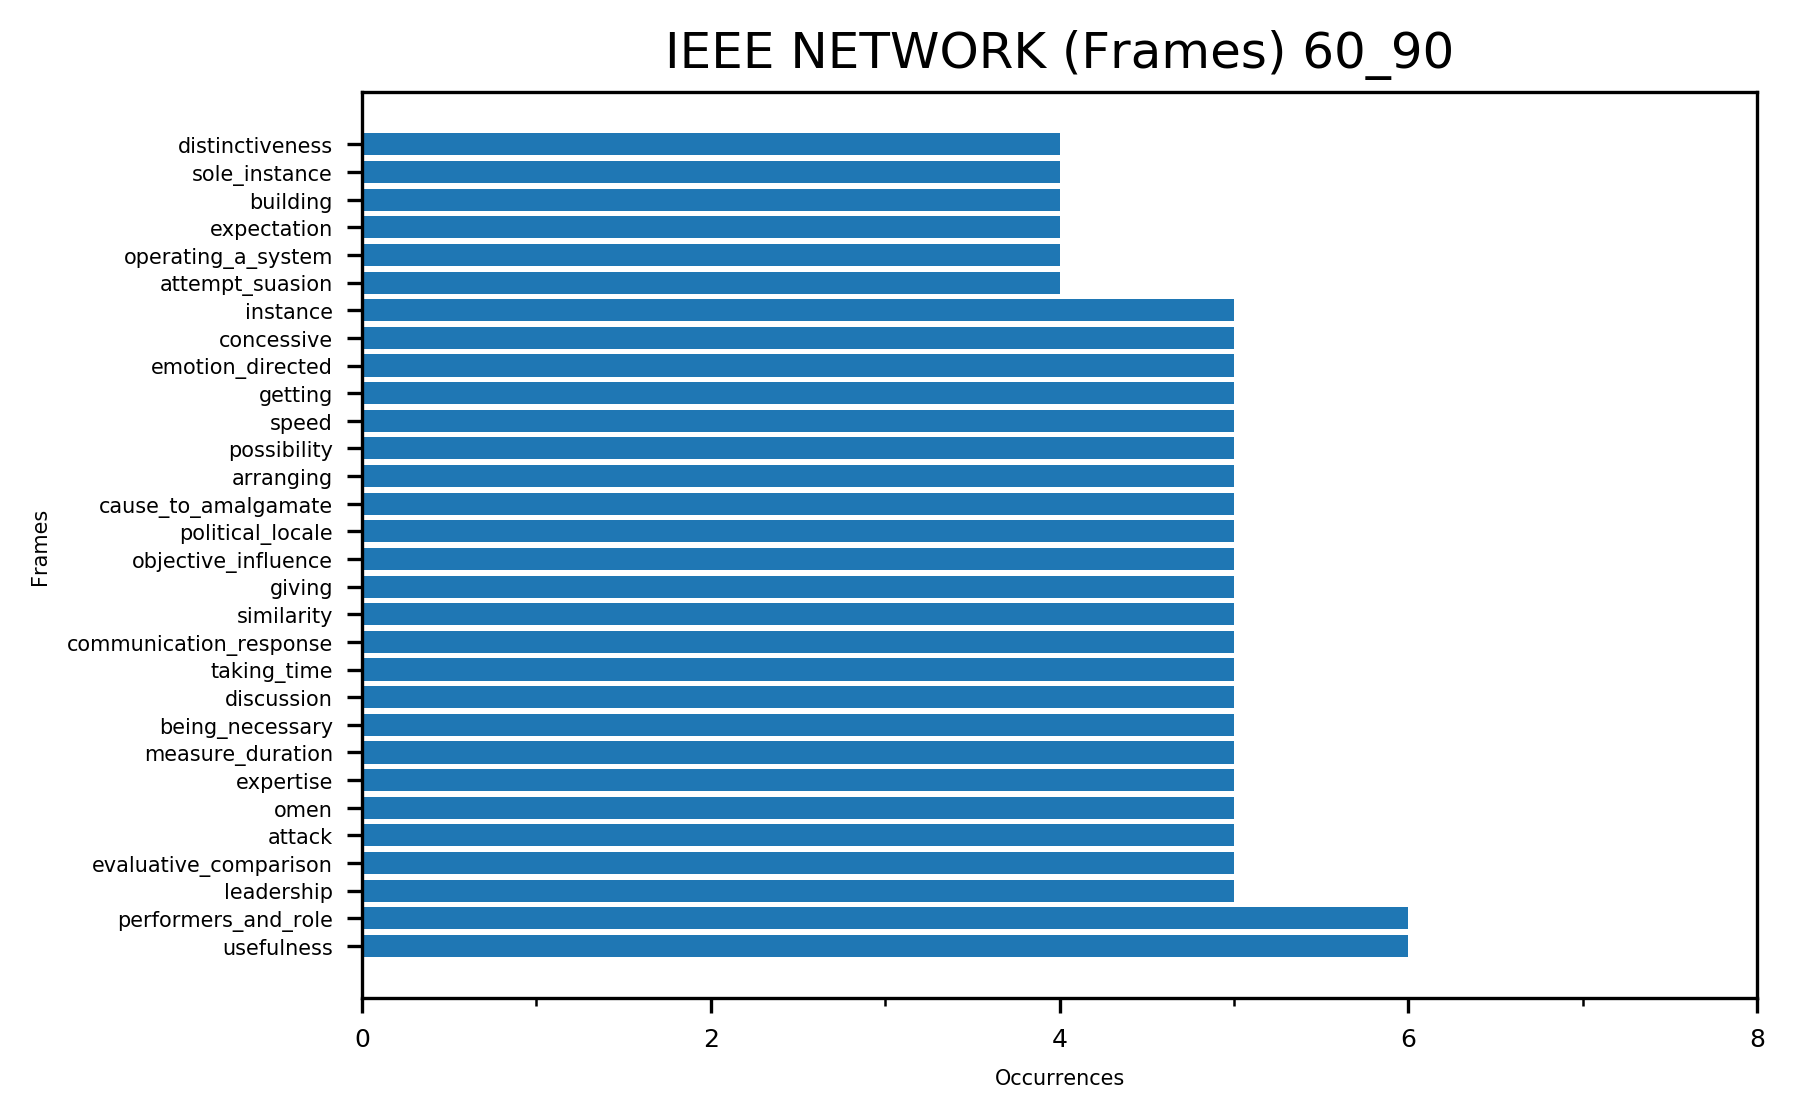 IEEE NETWORK (Frames) 60_90
distinctiveness
sole_instance
building
expectation
operating_a_system
attempt_suasion
instance
concessive
emotion_directed
getting
speed
possibility
arranging
cause_to_amalgamate
political_locale
objective_influence
giving
similarity
communication_response
taking_time
discussion
being_necessary
measure_duration
expertise
omen
attack
evaluative_comparison
leadership
performers_and_role
usefulness
Frames
0 2 4 6 8
Occurrences